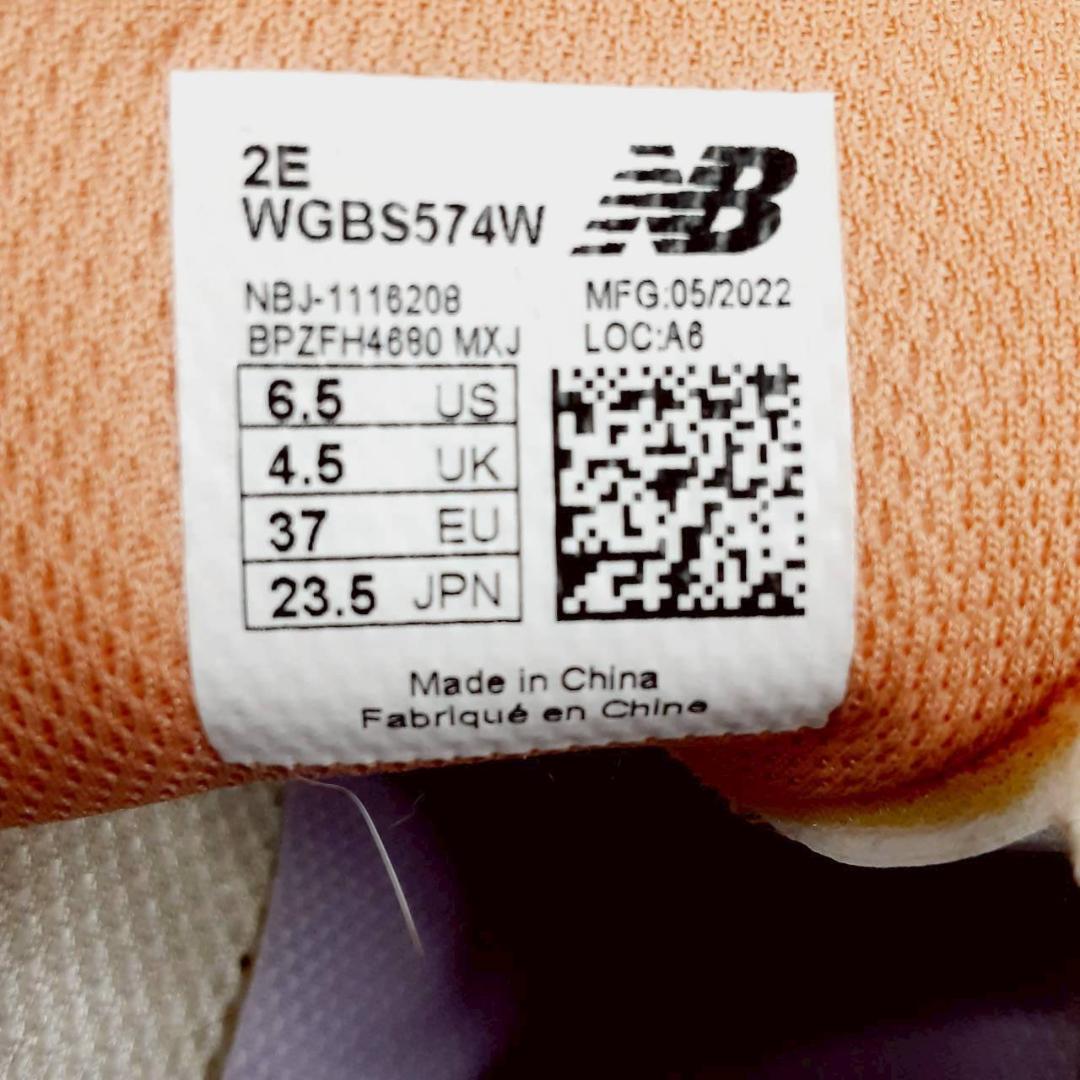 2E
WGBS574W
NB
NBJ-1116208
BPZFH4680 MXJ
MFG:05/2022
LOC:A6
6.5 US
4.5 UK
37 EU
23.5 JPN
Made in China
Fabriqué en Chine